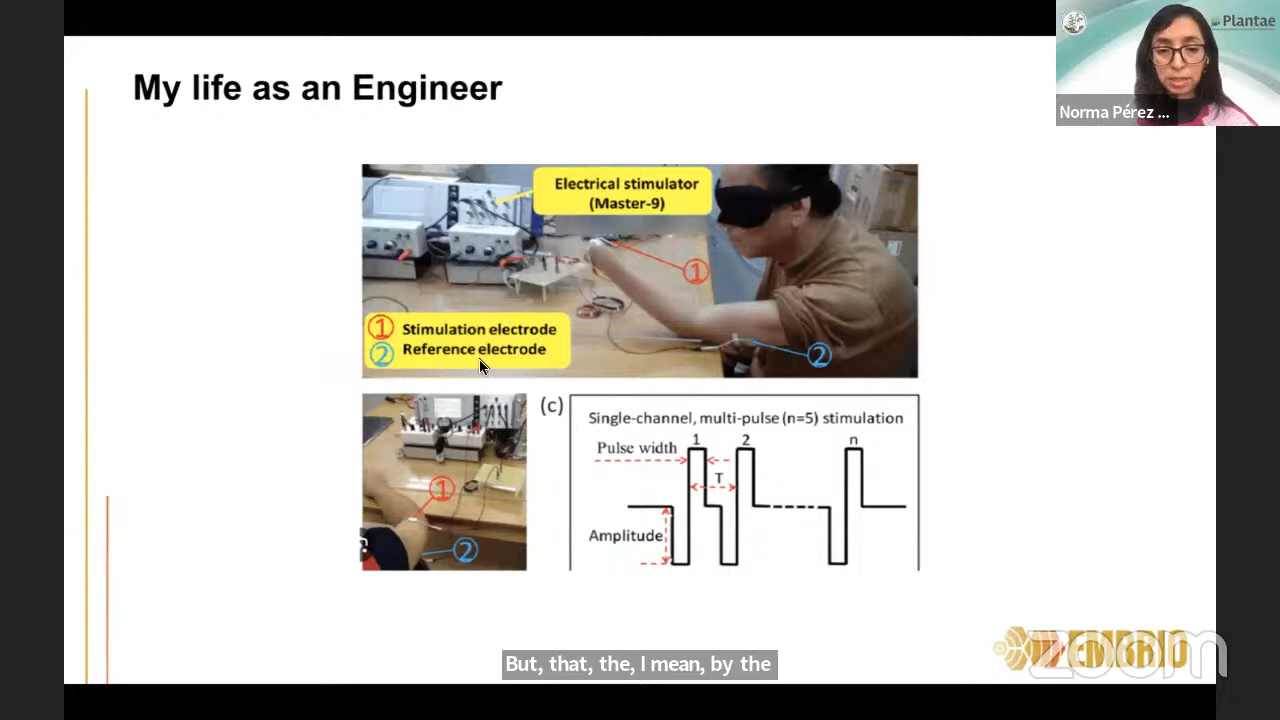 My life as an Engineer
Plantae
Norma Pérez ...
Electrical stimulator
(Master-9)
1
1 Stimulation electrode
2 Reference electrode
2
1
2
(c)
Single-channel, multi-pulse (n=5) stimulation
Pulse width
1 2 n
T
Amplitude
EMBRIO
zoom
But, that, the, I mean, by the